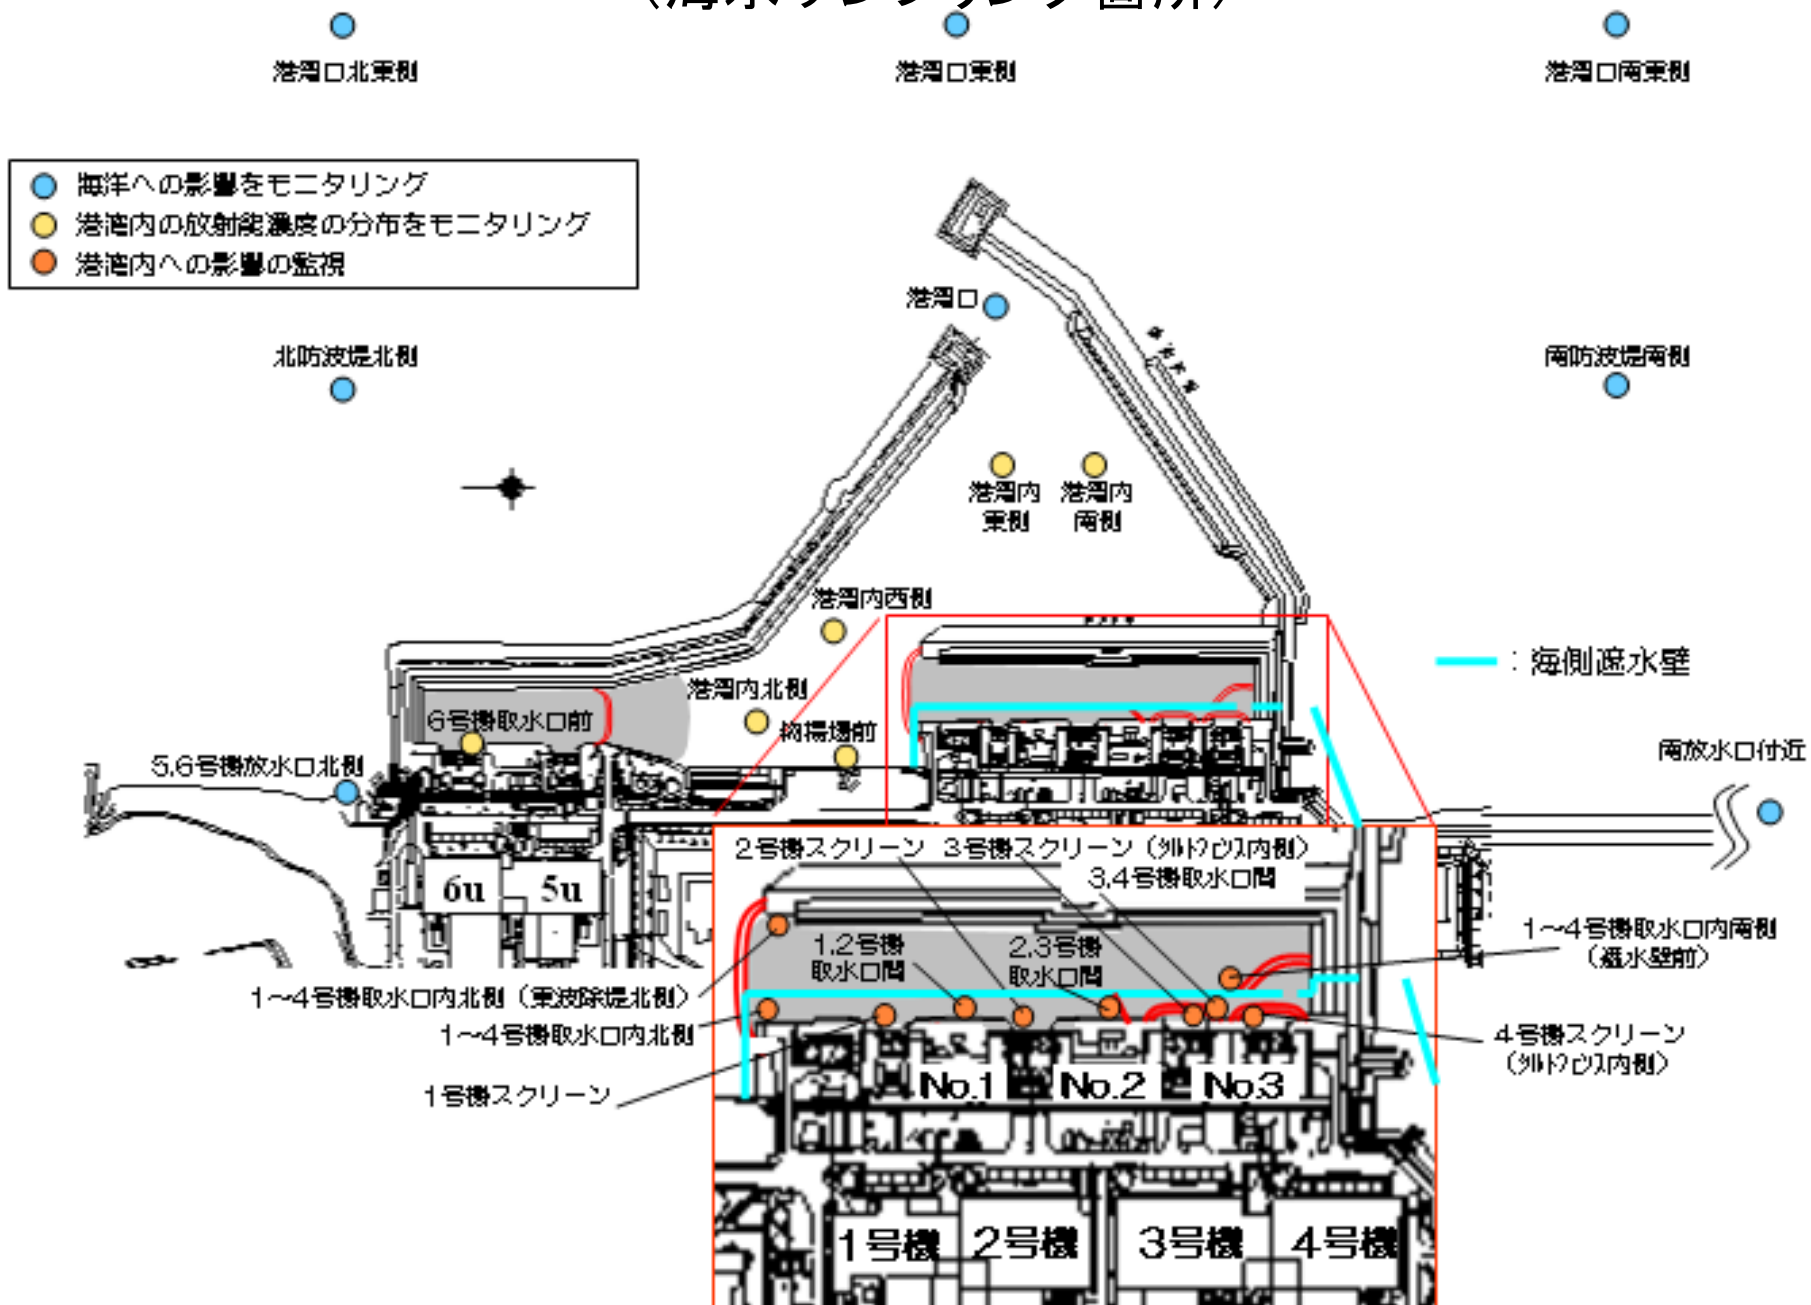 （海水サンプリング箇所）
港湾口北東側
港湾口東側
港湾口南東側
海洋への影響をモニタリング
港湾内の放射能濃度の分布をモニタリング
港湾内への影響の監視
港湾口
北防波堤北側
南防波堤南側
港湾内
東側
港湾内
南側
港湾内西側
：海側遮水壁
港湾内北側
6号機取水口前
物揚場前
5,6号機放水口北側
南放水口付近
2号機スクリーン
3号機スクリーン（シルトフェンス内側）
3,4号機取水口間
6u
5u
1～4号機取水口内南側
（遮水壁前）
1,2号機
取水口間
2,3号機
取水口間
1～4号機取水口内北側（東波除堤北側）
1～4号機取水口内北側
4号機スクリーン
（シルトフェンス内側）
1号機スクリーン
No.1
No.2
No.3
1号機
2号機
3号機
4号機